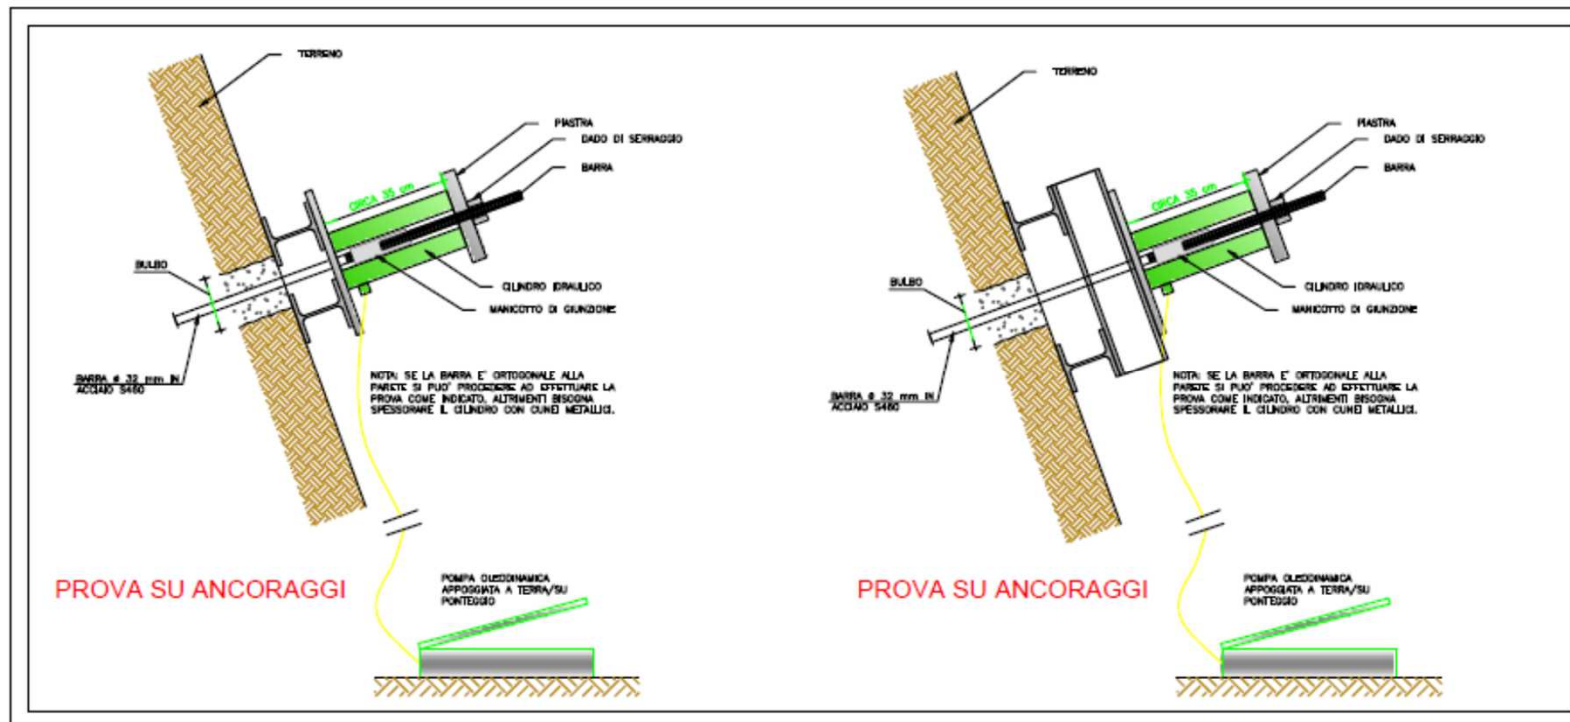 TERRENO
PIASTRA
DADO DI SERRAGGIO
BARRA
CIRCA 35 cm
BULBO
CILINDRO IDRAULICO
MANICOTTO DI GIUNZIONE
BARRA ø 32 mm IN
ACCIAIO S460
NOTA: SE LA BARRA E' ORTOGONALE ALLA
PARETE SI PUO' PROCEDERE AD EFFETTUARE LA
PROVA COME INDICATO, ALTRIMENTI BISOGNA
SPESSORARE IL CILINDRO CON CUNEI METALLICI.
PROVA SU ANCORAGGI
POMPA OLEODINAMICA
APPOGGIATA A TERRA/SU
PONTEGGIO
TERRENO
PIASTRA
DADO DI SERRAGGIO
BARRA
CIRCA 35 cm
BULBO
CILINDRO IDRAULICO
MANICOTTO DI GIUNZIONE
BARRA ø 32 mm IN
ACCIAIO S460
NOTA: SE LA BARRA E' ORTOGONALE ALLA
PARETE SI PUO' PROCEDERE AD EFFETTUARE LA
PROVA COME INDICATO, ALTRIMENTI BISOGNA
SPESSORARE IL CILINDRO CON CUNEI METALLICI.
PROVA SU ANCORAGGI
POMPA OLEODINAMICA
APPOGGIATA A TERRA/SU
PONTEGGIO